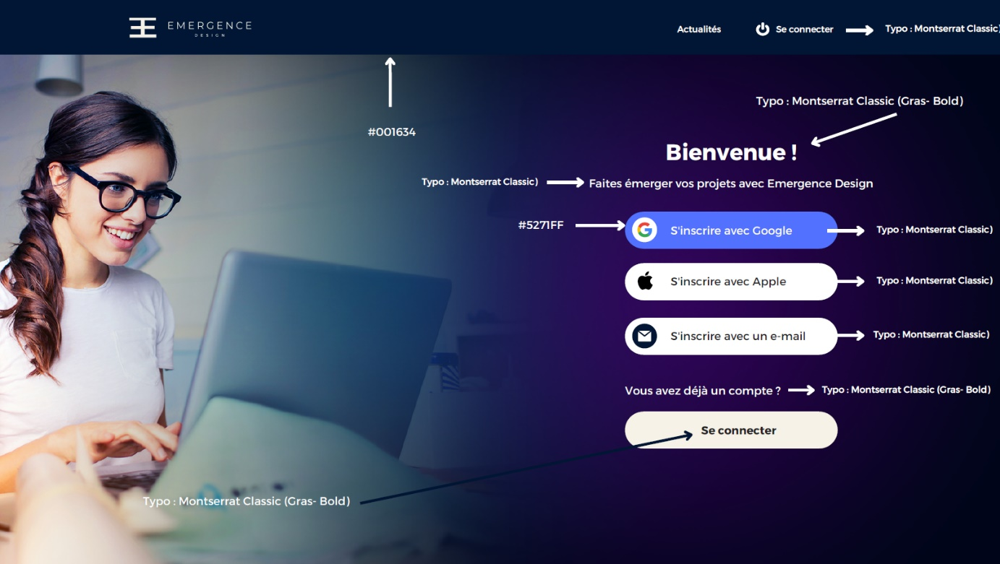 EMERGENCE
DESIGN
Actualités
Se connecter
Typo : Montserrat Classic)
#001634
Typo : Montserrat Classic (Gras- Bold)
Bienvenue !
Typo : Montserrat Classic)
Faites émerger vos projets avec Emergence Design
#5271FF
S'inscrire avec Google
Typo : Montserrat Classic)
S'inscrire avec Apple
Typo : Montserrat Classic)
S'inscrire avec un e-mail
Typo : Montserrat Classic)
Vous avez déjà un compte ?
Typo : Montserrat Classic (Gras- Bold)
Se connecter
Typo : Montserrat Classic (Gras- Bold)